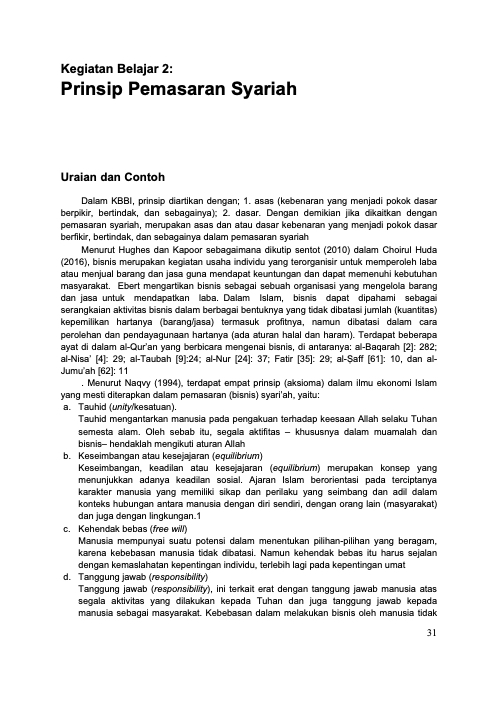 Kegiatan Belajar 2:
Prinsip Pemasaran Syariah
Uraian dan Contoh
Dalam KBBI, prinsip diartikan dengan; 1. asas (kebenaran yang menjadi pokok dasar
berpikir, bertindak, dan sebagainya); 2. dasar. Dengan demikian jika dikaitkan dengan
pemasaran syariah, merupakan asas dan atau dasar kebenaran yang menjadi pokok dasar
berfikir, bertindak, dan sebagainya dalam pemasaran syariah
Menurut Hughes dan Kapoor sebagaimana dikutip sentot (2010) dalam Choirul Huda
(2016), bisnis merupakan kegiatan usaha individu yang terorganisir untuk memperoleh laba
atau menjual barang dan jasa guna mendapat keuntungan dan dapat memenuhi kebutuhan
masyarakat. Ebert mengartikan bisnis sebagai sebuah organisasi yang mengelola barang
dan jasa untuk mendapatkan laba. Dalam Islam, bisnis dapat dipahami sebagai
serangkaian aktivitas bisnis dalam berbagai bentuknya yang tidak dibatasi jumlah (kuantitas)
kepemilikan hartanya (barang/jasa) termasuk profitnya, namun dibatasi dalam cara
perolehan dan pendayagunaan hartanya (ada aturan halal dan haram). Terdapat beberapa
ayat di dalam al-Qur’an yang berbicara mengenai bisnis, di antaranya: al-Baqarah [2]: 282;
al-Nisa’ [4]: 29; al-Taubah [9]:24; al-Nur [24]: 37; Fatir [35]: 29; al-Ṣaff [61]: 10, dan al-
Jumu’ah [62]: 11
. Menurut Naqvy (1994), terdapat empat prinsip (aksioma) dalam ilmu ekonomi Islam
yang mesti diterapkan dalam pemasaran (bisnis) syari’ah, yaitu:
a. Tauhid (unity/kesatuan).
Tauhid mengantarkan manusia pada pengakuan terhadap keesaan Allah selaku Tuhan
semesta alam. Oleh sebab itu, segala aktifitas – khususnya dalam muamalah dan
bisnis– hendaklah mengikuti aturan Allah
b. Keseimbangan atau kesejajaran (equilibrium)
Keseimbangan, keadilan atau kesejajaran (equilibrium) merupakan konsep yang
menunjukkan adanya keadilan sosial. Ajaran Islam berorientasi pada terciptanya
karakter manusia yang memiliki sikap dan perilaku yang seimbang dan adil dalam
konteks hubungan antara manusia dengan diri sendiri, dengan orang lain (masyarakat)
dan juga dengan lingkungan.1
c. Kehendak bebas (free will)
Manusia mempunyai suatu potensi dalam menentukan pilihan-pilihan yang beragam,
karena kebebasan manusia tidak dibatasi. Namun kehendak bebas itu harus sejalan
dengan kemaslahatan kepentingan individu, terlebih lagi pada kepentingan umat
d. Tanggung jawab (responsibility)
Tanggung jawab (responsibility), ini terkait erat dengan tanggung jawab manusia atas
segala aktivitas yang dilakukan kepada Tuhan dan juga tanggung jawab kepada
manusia sebagai masyarakat. Kebebasan dalam melakukan bisnis oleh manusia tidak
31